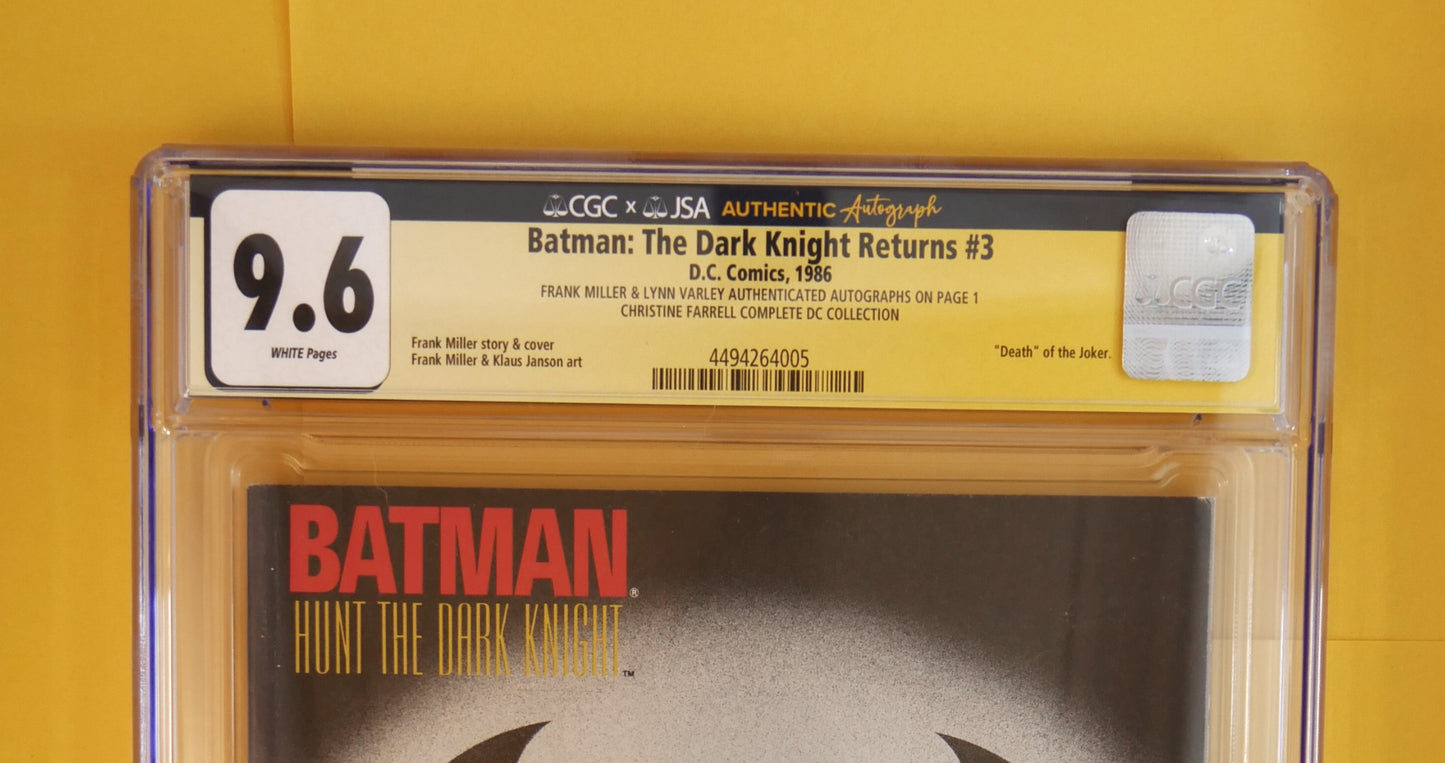 CGC x JSA AUTHENTIC Autograph
Batman: The Dark Knight Returns #3
D.C. Comics, 1986
FRANK MILLER & LYNN VARLEY AUTHENTICATED AUTOGRAPHS ON PAGE 1
CHRISTINE FARRELL COMPLETE DC COLLECTION
9.6
WHITE Pages
Frank Miller story & cover
Frank Miller & Klaus Janson art
4494264005
"Death" of the Joker.
CGC
BATMAN®
HUNT THE DARK KNIGHT™